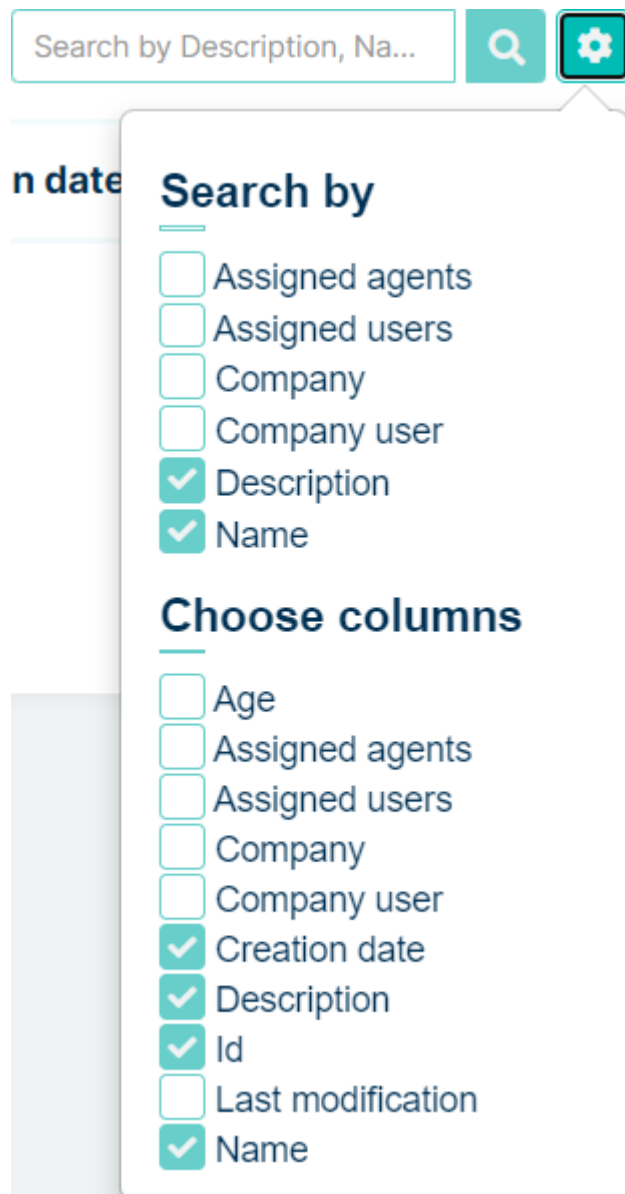 Search by Description, Na...
n date
Search by
Assigned agents
Assigned users
Company
Company user
Description
Name
Choose columns
Age
Assigned agents
Assigned users
Company
Company user
Creation date
Description
Id
Last modification
Name